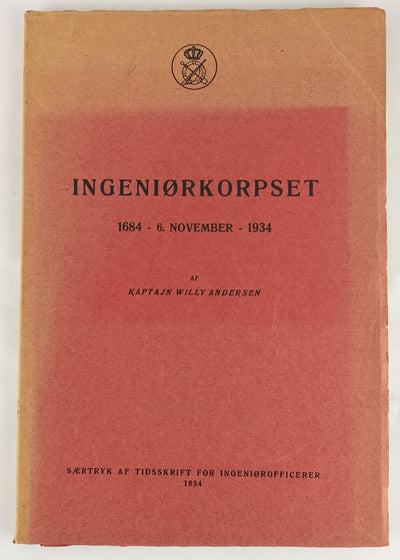 INGENIØRKORPSET
1684 - 6. NOVEMBER - 1934
AF
KAPTAJN WILLY ANDERSEN
SÆRTRYK AF TIDSSKRIFT FOR INGENIØROFFICERER
1934